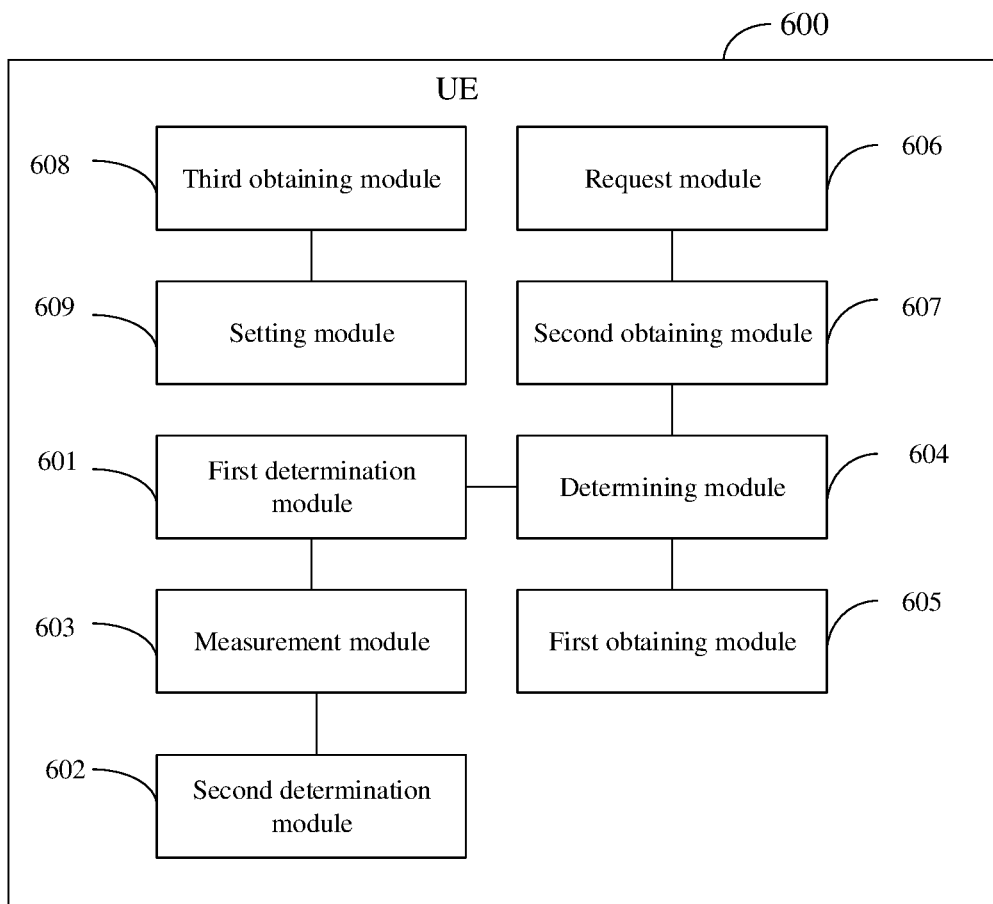 600
UE
608
Third obtaining module
Request module
606
609
Setting module
Second obtaining module
607
601
First determination
module
Determining module
604
603
Measurement module
First obtaining module
605
602
Second determination
module